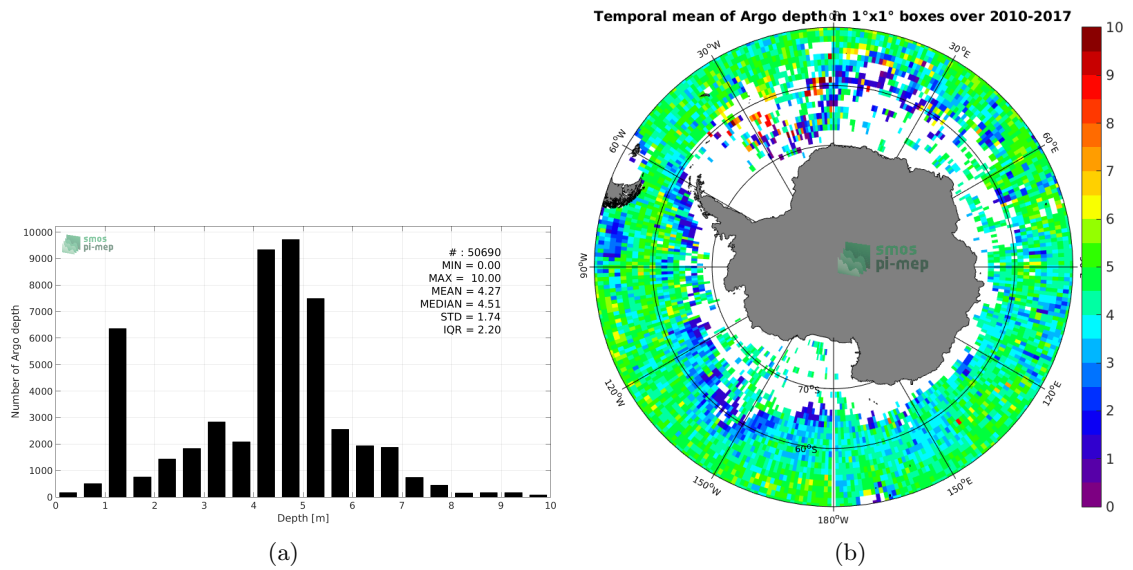 smos
pi-mep
# : 50690
MIN = 0.00
MAX = 10.00
MEAN = 4.27
MEDIAN = 4.51
STD = 1.74
IQR = 2.20
Number of Argo depth
10000
9000
8000
7000
6000
5000
4000
3000
2000
1000
0
0 1 2 3 4 5 6 7 8 9 10
Depth [m]
(a)
Temporal mean of Argo depth in 1°x1° boxes over 2010-2017
30°W
30°E
60°W
60°E
90°W
smos
pi-mep
120°W
120°E
70°S
60°S
150°W
150°E
180°W
10
9
8
7
6
5
4
3
2
1
0
(b)